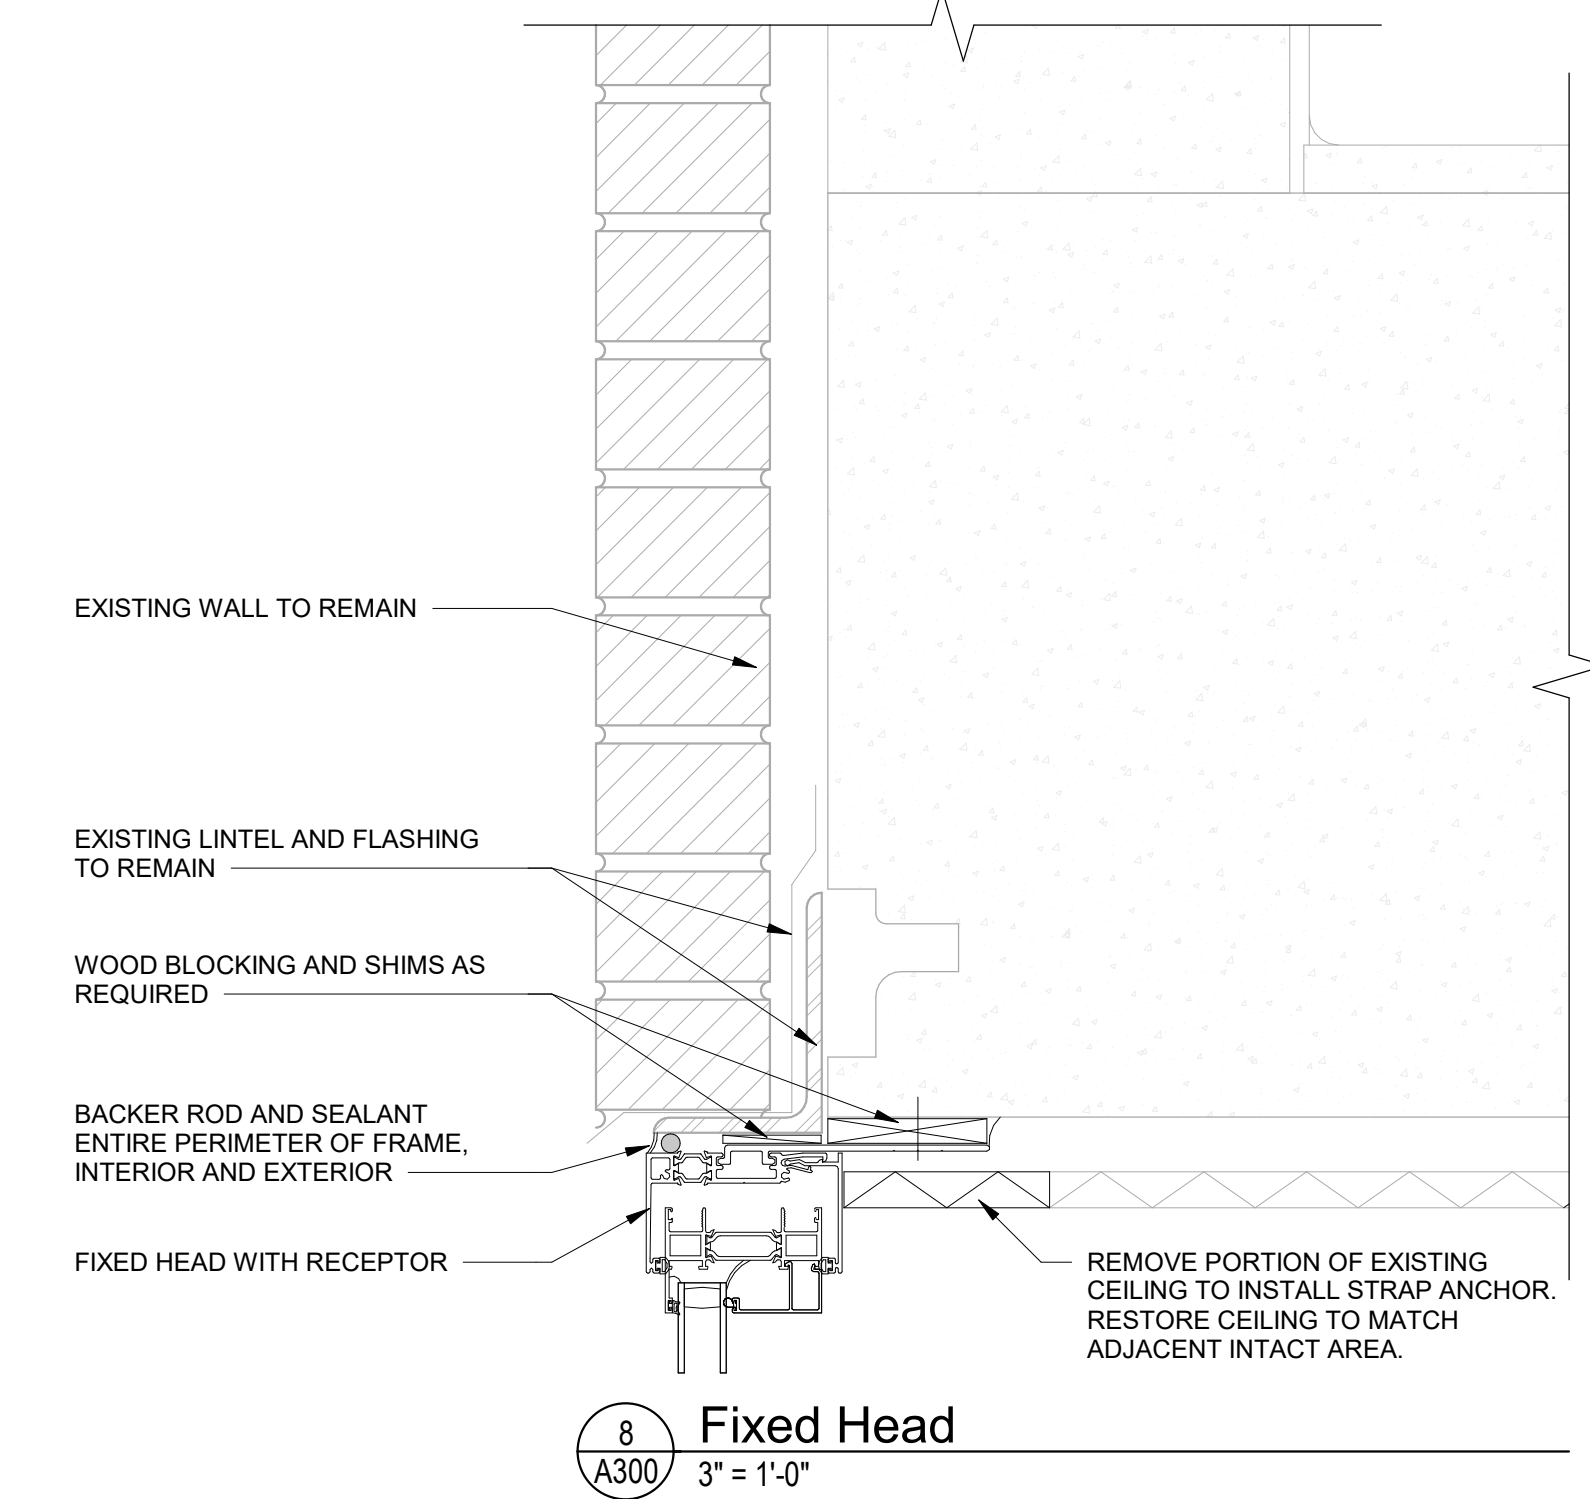 EXISTING WALL TO REMAIN
EXISTING LINTEL AND FLASHING
TO REMAIN
WOOD BLOCKING AND SHIMS AS
REQUIRED
BACKER ROD AND SEALANT
ENTIRE PERIMETER OF FRAME,
INTERIOR AND EXTERIOR
FIXED HEAD WITH RECEPTOR
REMOVE PORTION OF EXISTING
CEILING TO INSTALL STRAP ANCHOR.
RESTORE CEILING TO MATCH
ADJACENT INTACT AREA.
8
A300
Fixed Head
3" = 1'-0"